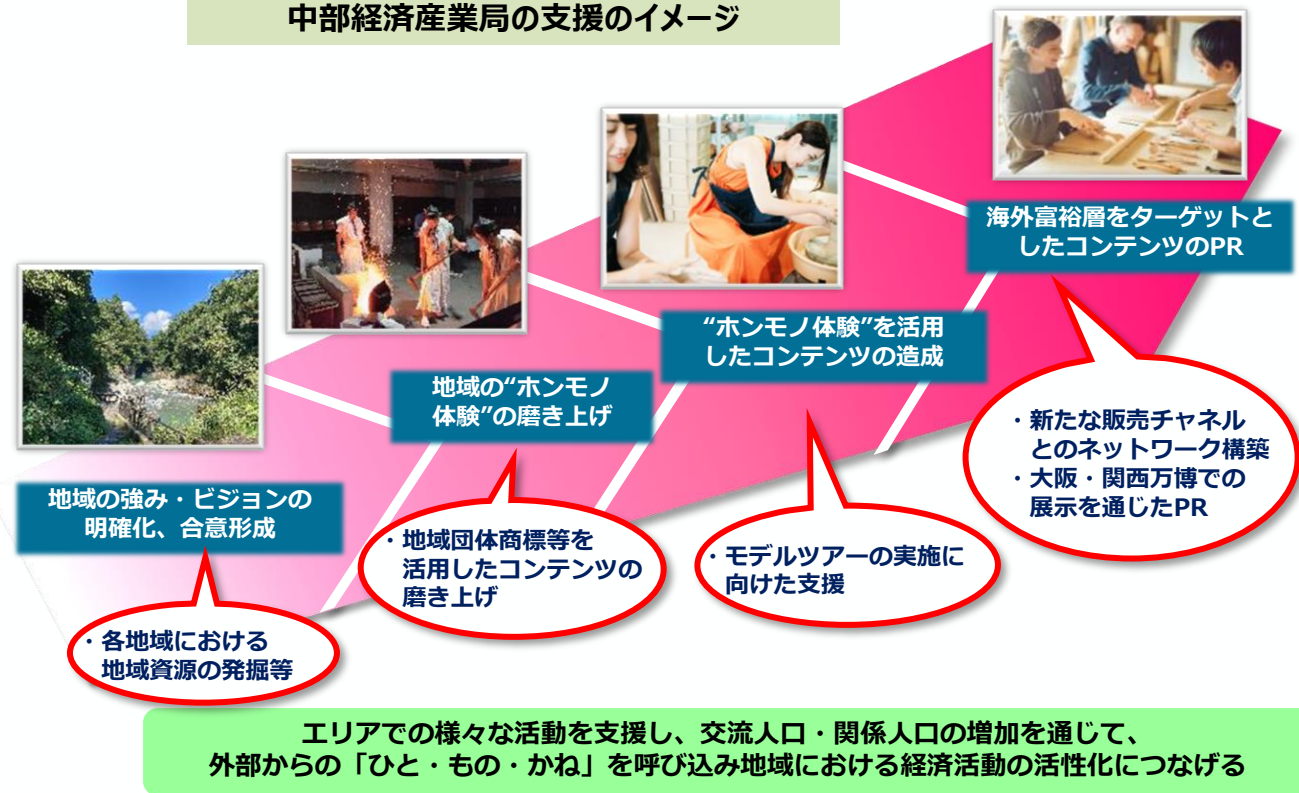 中部経済産業局の支援のイメージ
海外富裕層をターゲットと
したコンテンツのPR
“ホンモノ体験”を活用
したコンテンツの造成
地域の“ホンモノ
体験”の磨き上げ
地域の強み・ビジョンの
明確化、合意形成
・新たな販売チャネル
とのネットワーク構築
・大阪・関西万博での
展示を通じたPR
・モデルツアーの実施に
向けた支援
・地域団体商標等を
活用したコンテンツの
磨き上げ
・各地域における
地域資源の発掘等
エリアでの様々な活動を支援し、交流人口・関係人口の増加を通じて、
外部からの「ひと・もの・かね」を呼び込み地域における経済活動の活性化につなげる